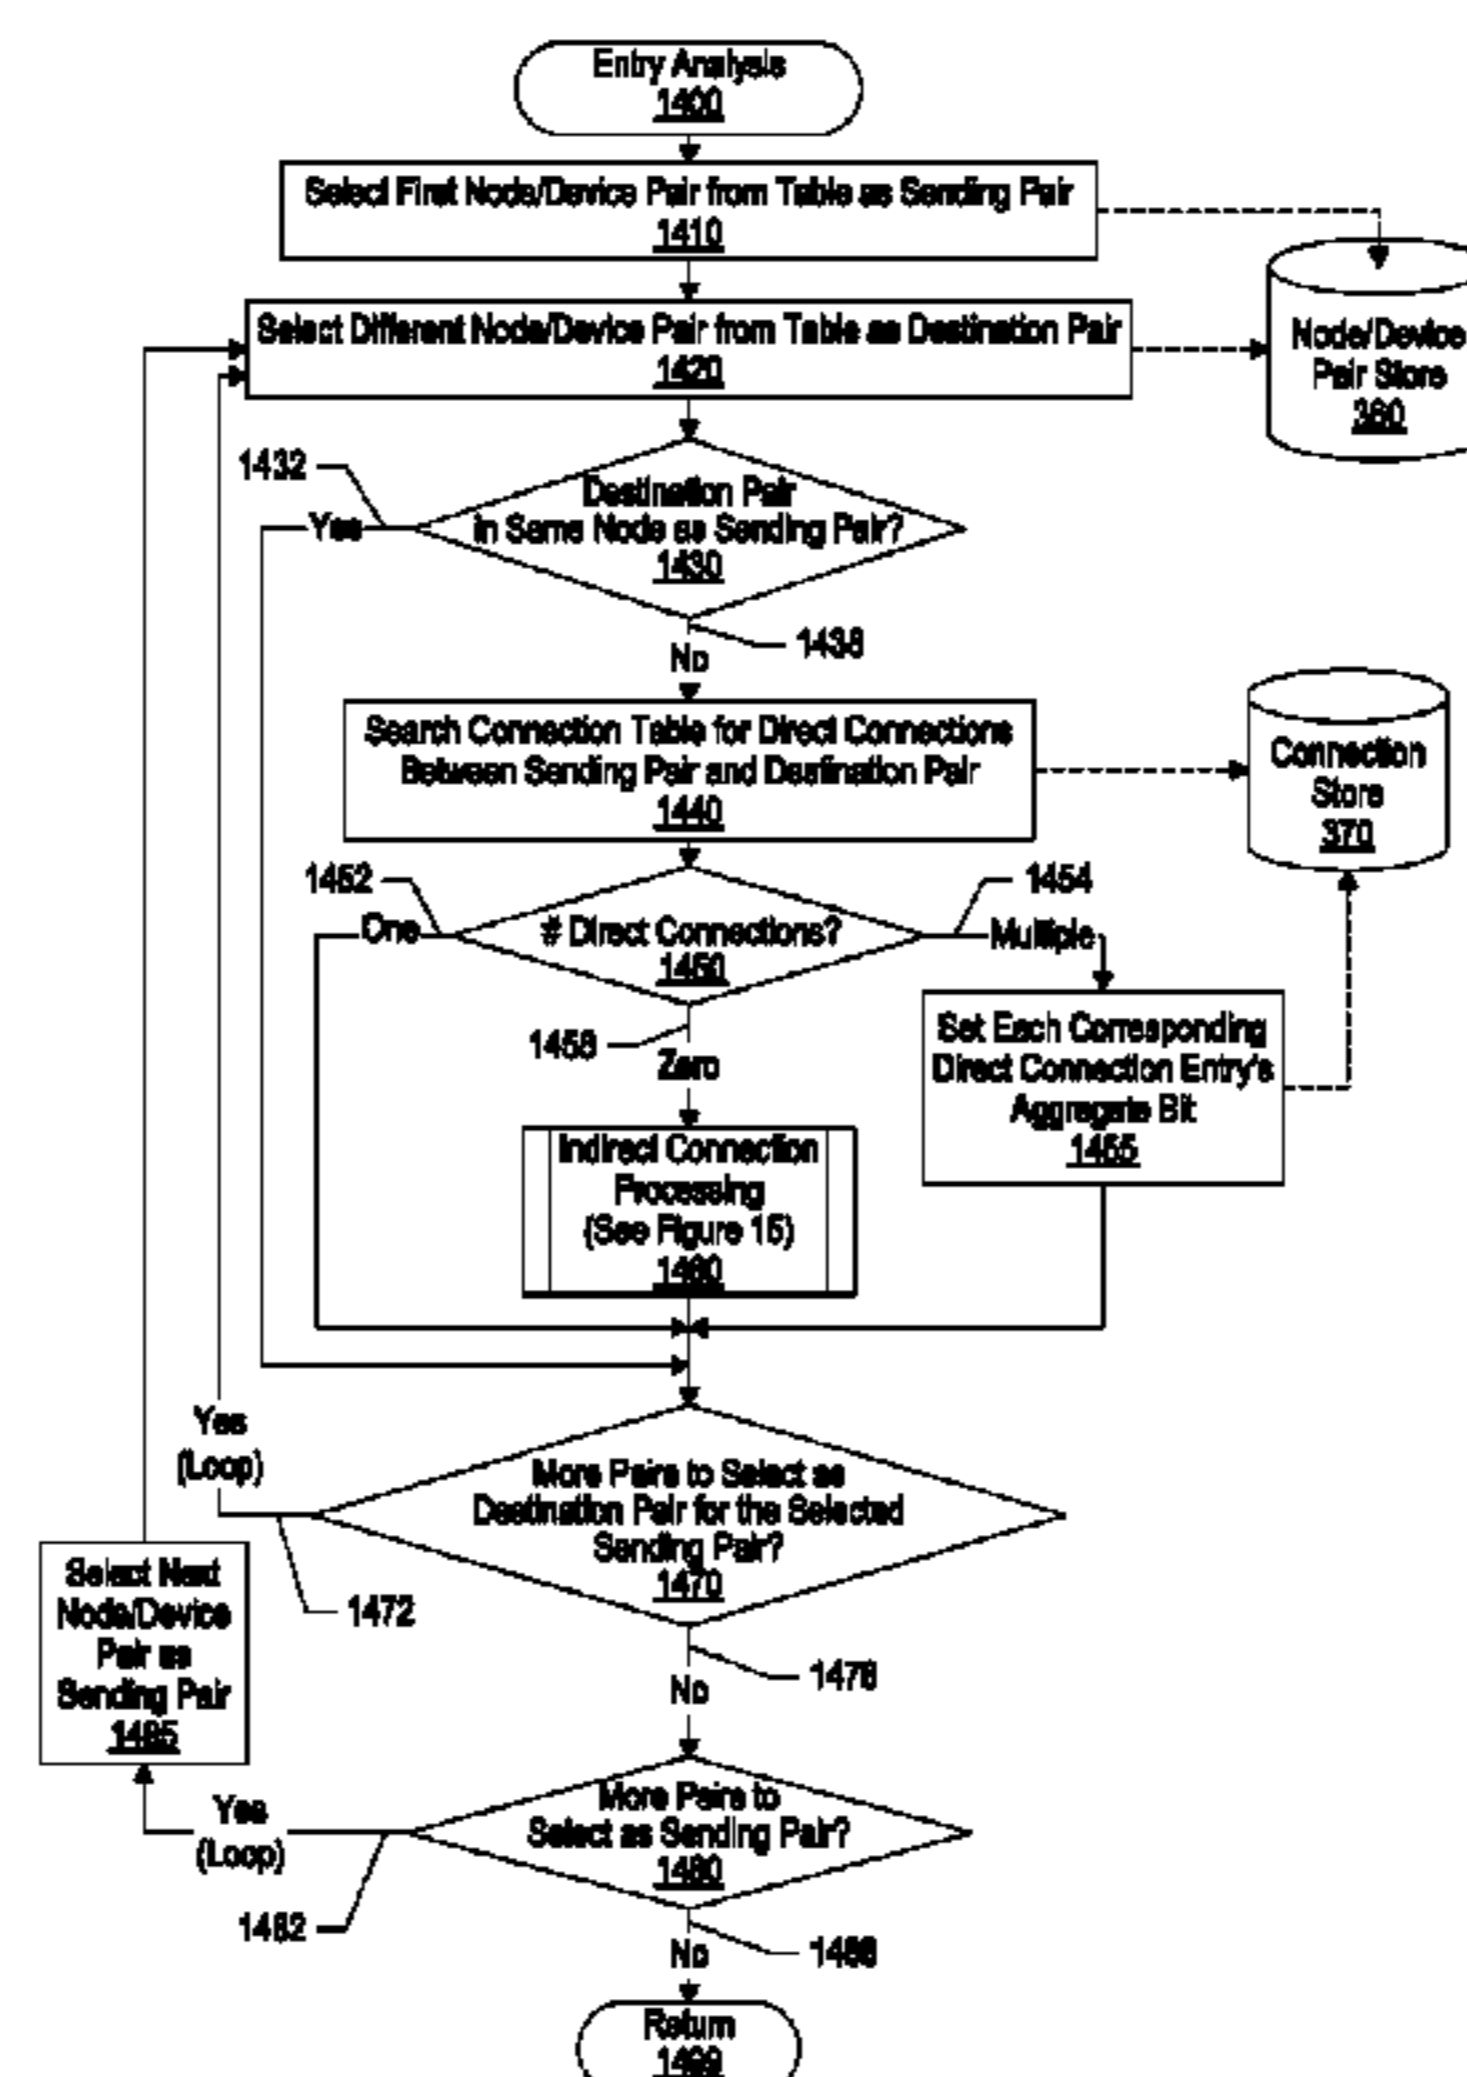 Entry Analysis
1400
Select First Node/Device Pair from Table as Sending Pair
1410
Select Different Node/Device Pair from Table as Destination Pair
1420
Node/Device
Pair Store
360
1432
Yes
Destination Pair
in Same Node as Sending Pair?
1430
1438
No
Search Connection Table for Direct Connections
Between Sending Pair and Destination Pair
1440
Connection
Store
370
1452
One
# Direct Connections?
1450
1454
Multiple
1458
Zero
Set Each Corresponding
Direct Connection Entry's
Aggregate Bit
1455
Indirect Connection
Processing
(See Figure 15)
1460
Yes
(Loop)
More Pairs to Select as
Destination Pair for the Selected
Sending Pair?
1470
1472
1478
No
Select Next
Node/Device
Pair as
Sending Pair
1485
Yes
(Loop)
More Pairs to
Select as Sending Pair?
1480
1482
1488
No
Return
1499